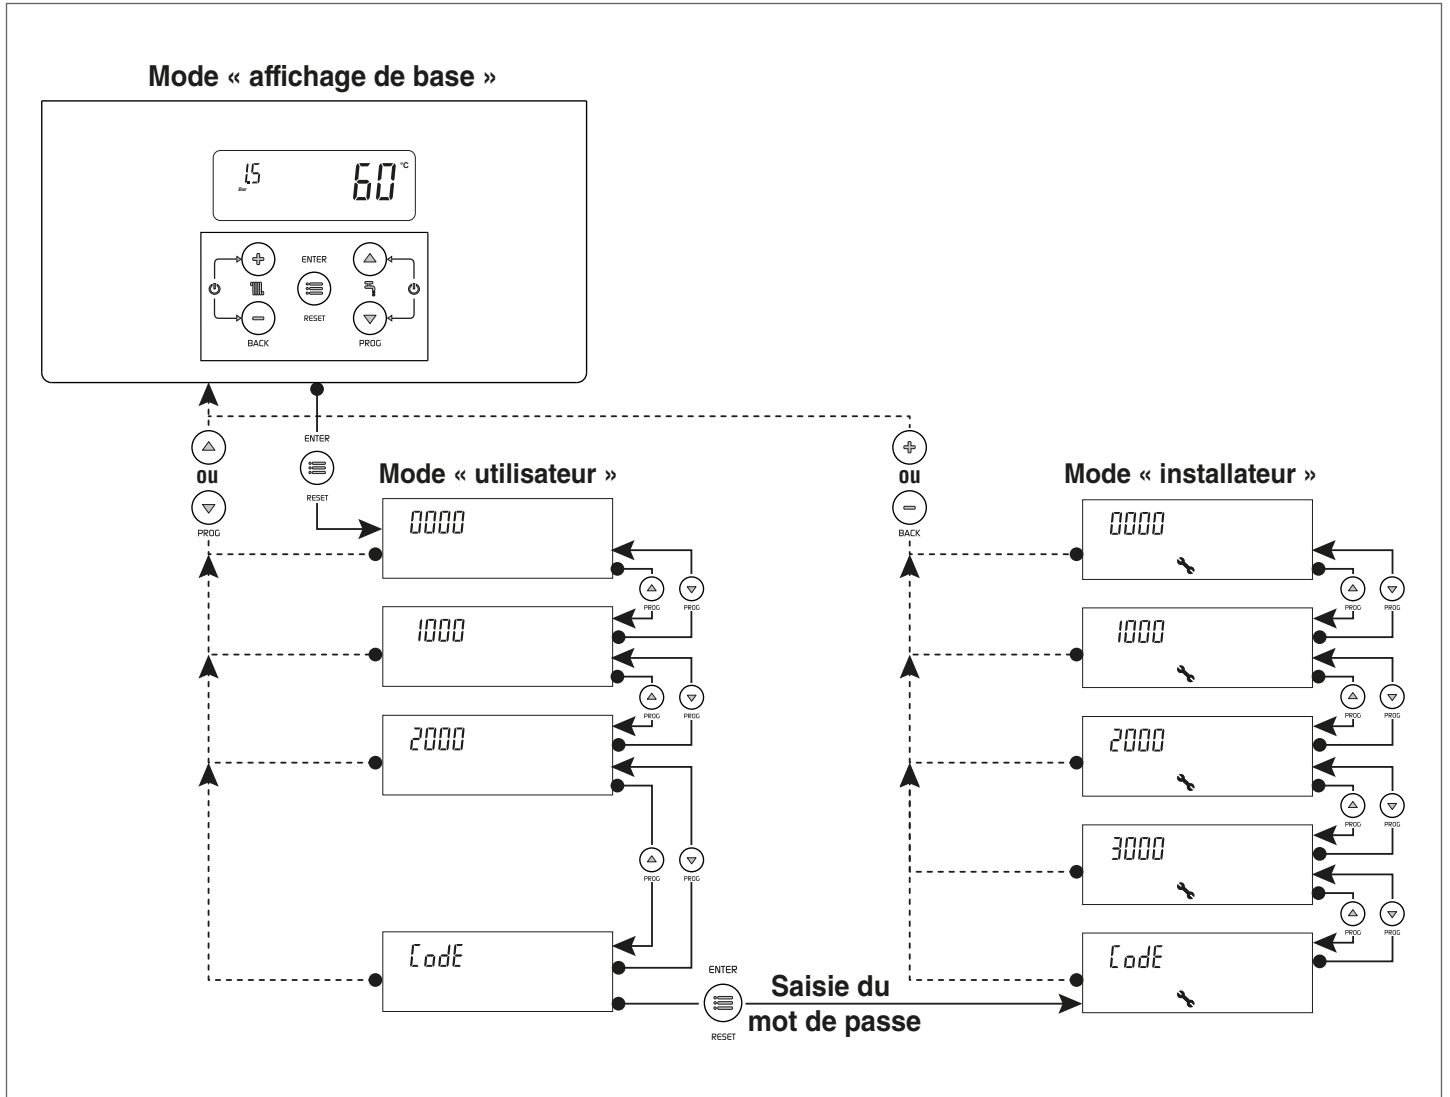 Mode « affichage de base »
1.5
Bar
60 °C
ENTER
RESET
BACK
PROG
ENTER
RESET
ou
PROG
Mode « utilisateur »
0000
PROG
PROG
1000
PROG
PROG
2000
PROG
PROG
CodE
ENTER
RESET
Saisie du
mot de passe
ou
BACK
Mode « installateur »
0000
PROG
PROG
1000
PROG
PROG
2000
PROG
PROG
3000
PROG
PROG
CodE